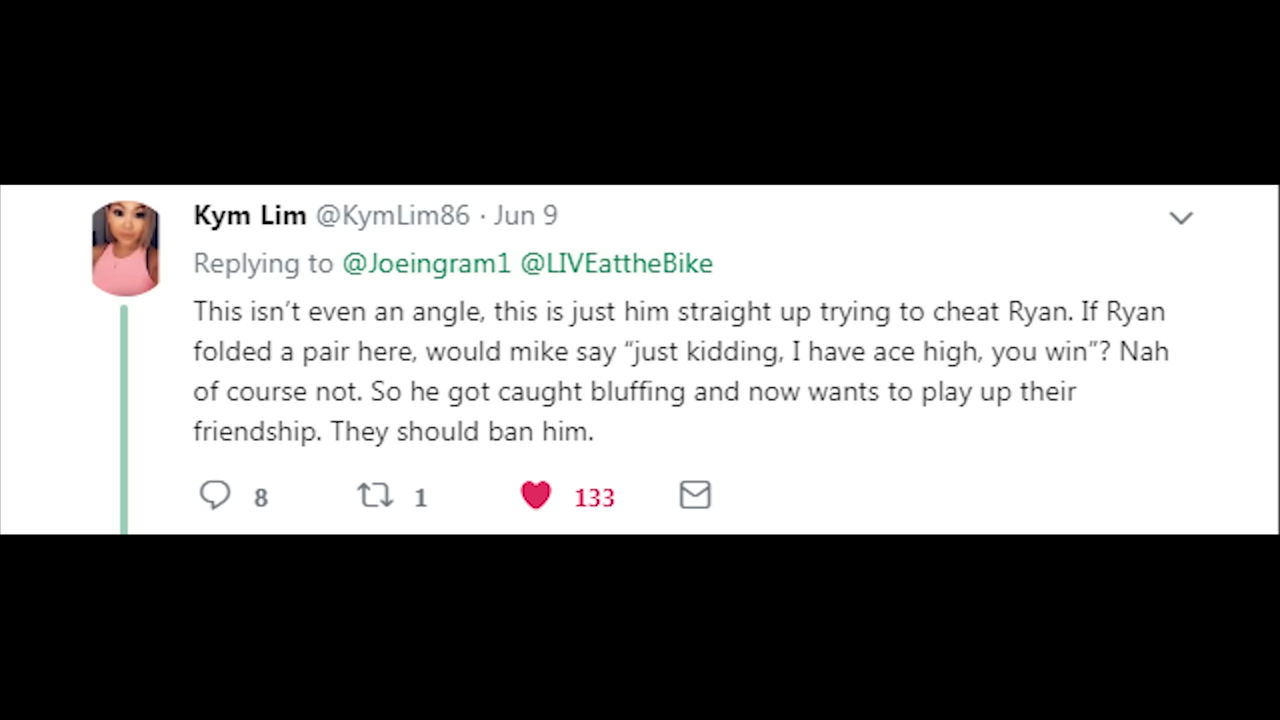 Kym Lim @KymLim86 · Jun 9
Replying to @Joeingram1 @LIVEattheBike
This isn’t even an angle, this is just him straight up trying to cheat Ryan. If Ryan
folded a pair here, would mike say “just kidding, I have ace high, you win”? Nah
of course not. So he got caught bluffing and now wants to play up their
friendship. They should ban him.
8 1 133